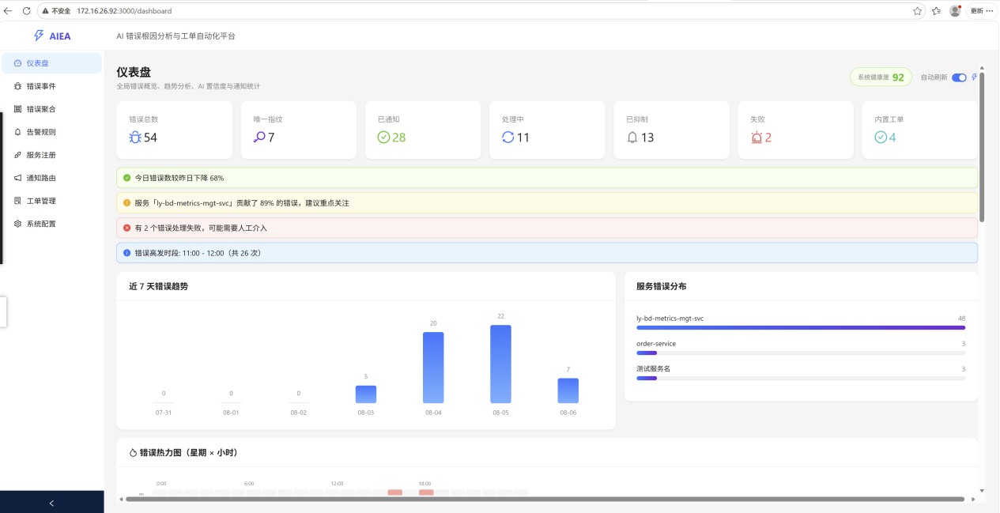 不安全 172.16.26.92:3000/dashboard 更新
AIEA AI 错误根因分析与工单自动化平台
仪表盘
错误事件
错误聚合
告警规则
服务注册
通知路由
工单管理
系统配置
仪表盘
全局错误概览、趋势分析、AI 置信度与通知统计
系统健康度 92 自动刷新
错误总数
54
唯一指纹
7
已通知
28
处理中
11
已抑制
13
失败
2
内置工单
4
今日错误数较昨日下降 68%
服务「ly-bd-metrics-mgt-svc」贡献了 89% 的错误，建议重点关注
有 2 个错误处理失败，可能需要人工介入
错误高发时段: 11:00 - 12:00（共 26 次）
近 7 天错误趋势
0 0 0 5 20 22 7
07-31 08-01 08-02 08-03 08-04 08-05 08-06
服务错误分布
ly-bd-metrics-mgt-svc 48
order-service 3
测试服务名 3
错误热力图（星期 × 小时）
0:00 6:00 12:00 18:00